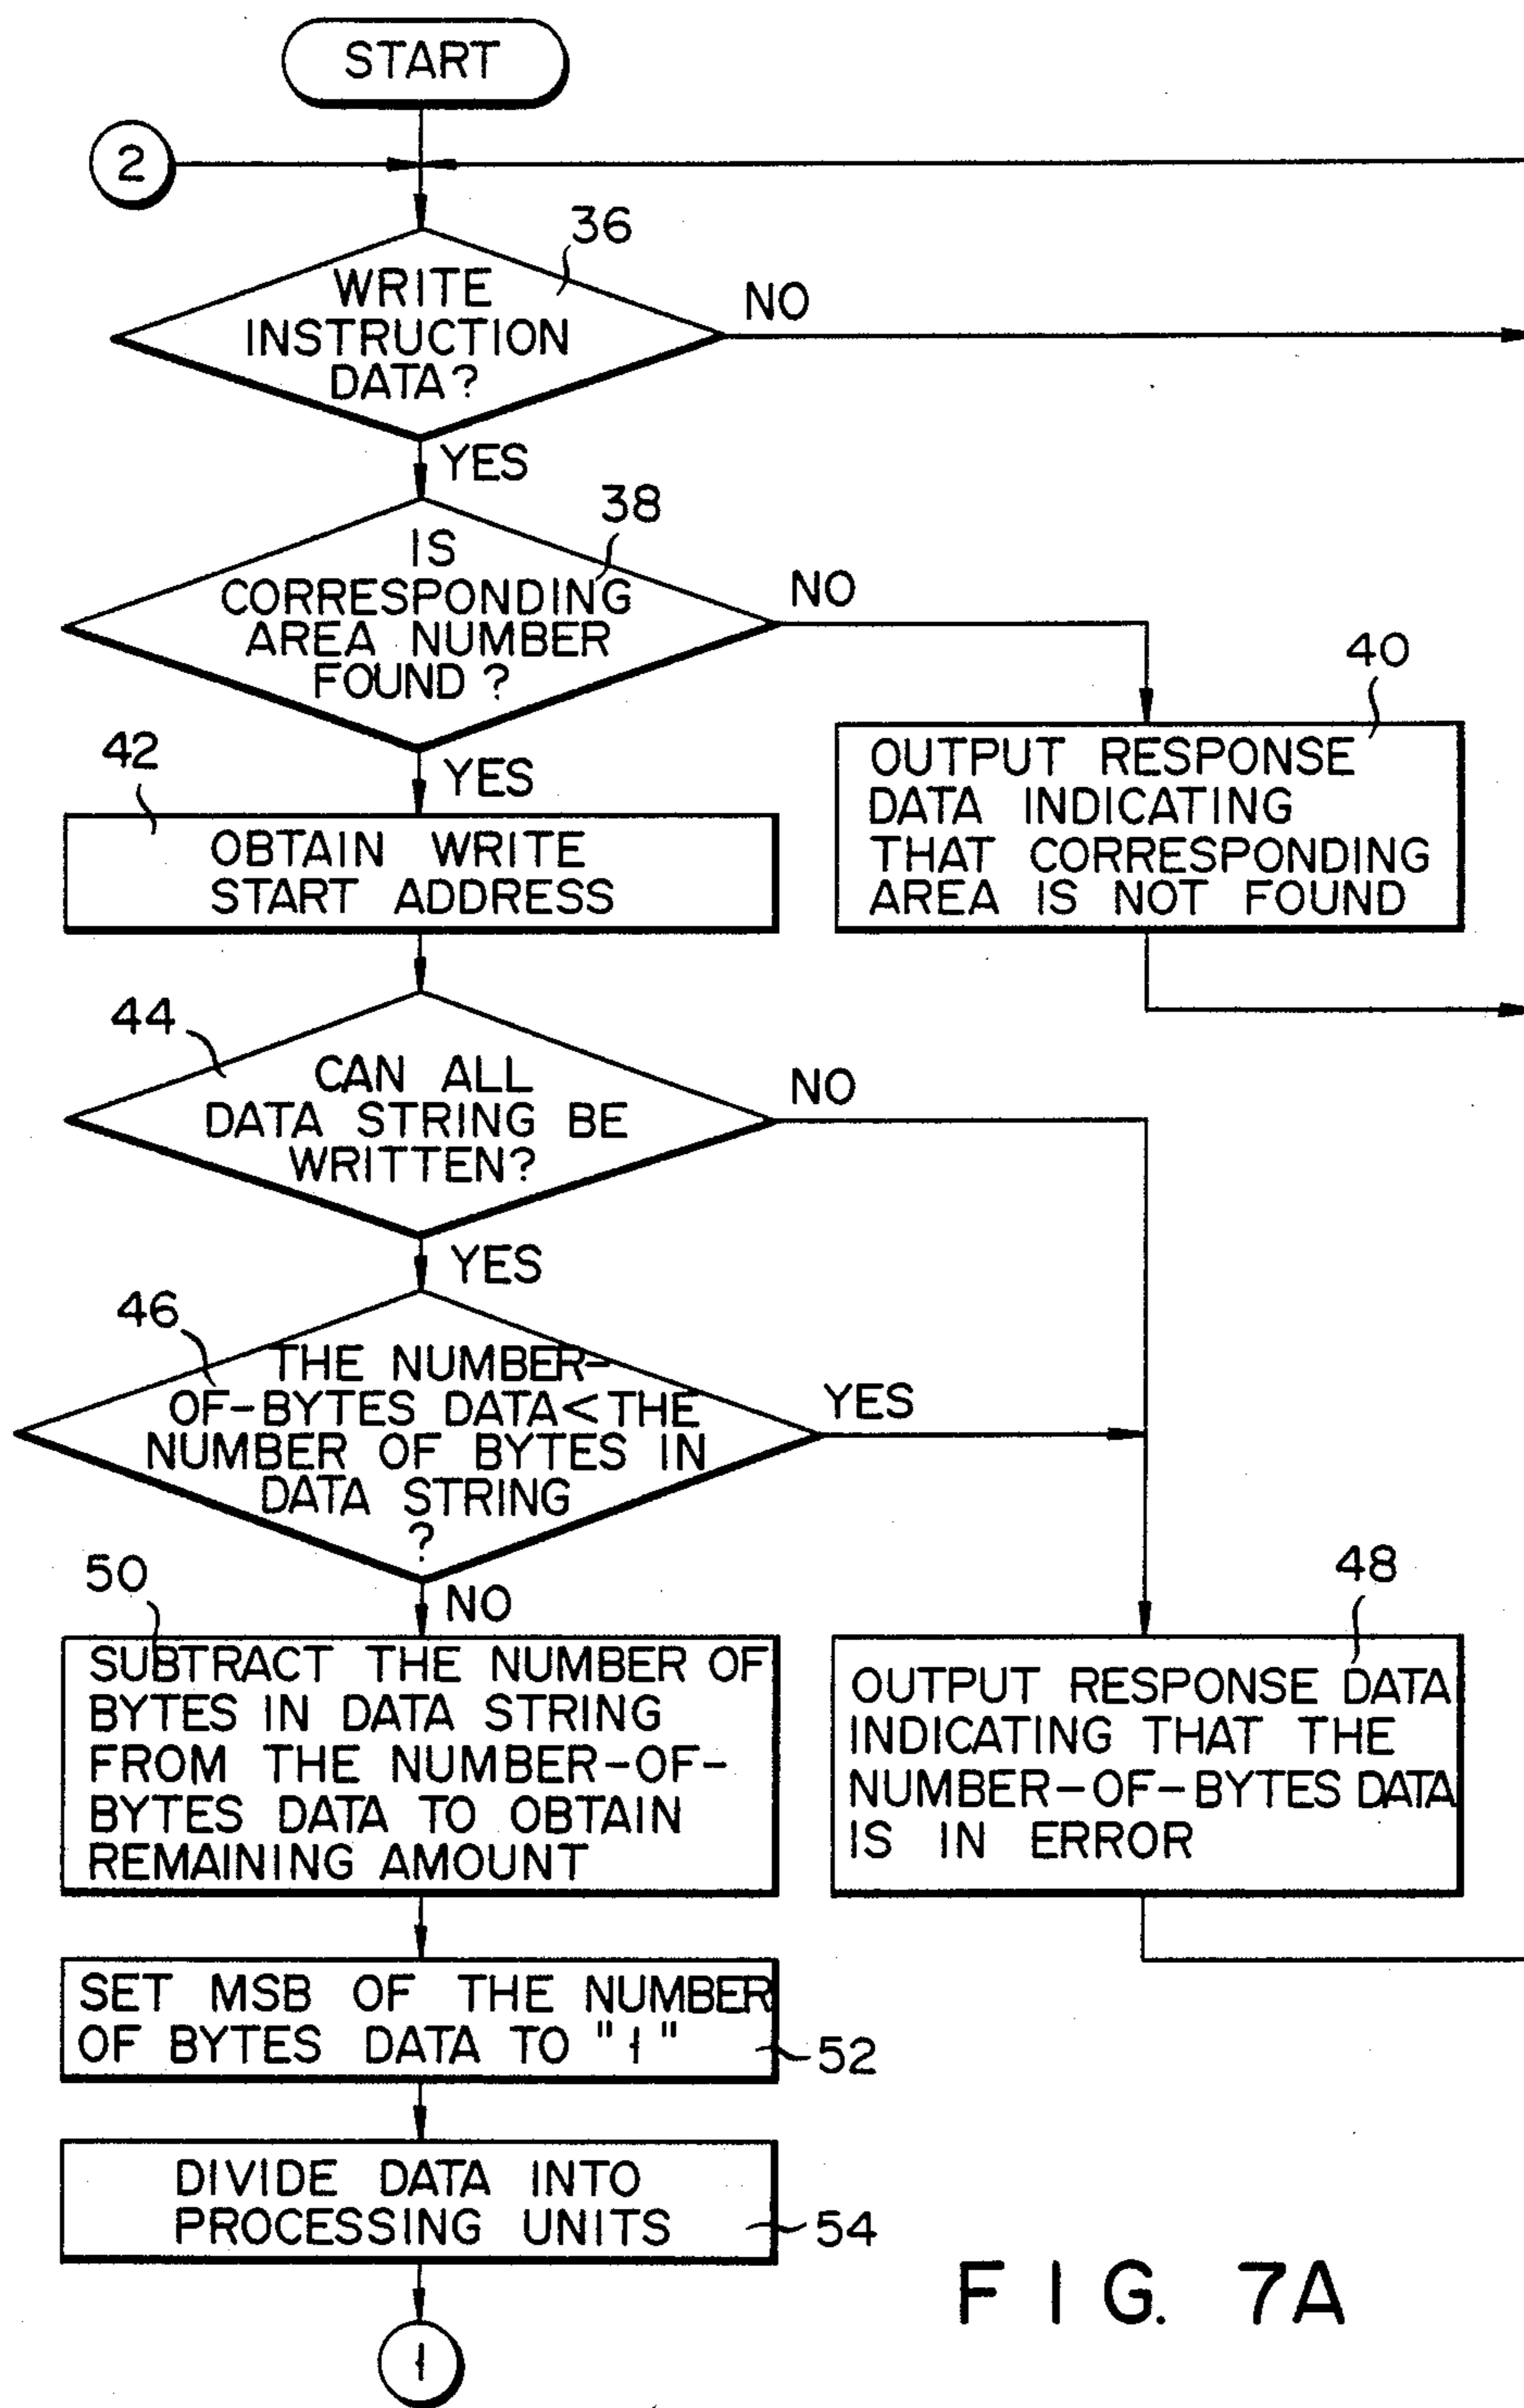 START
2
36
WRITE
INSTRUCTION
DATA?
NO
YES
38
IS
CORRESPONDING
AREA NUMBER
FOUND ?
NO
YES
40
OUTPUT RESPONSE
DATA INDICATING
THAT CORRESPONDING
AREA IS NOT FOUND
42
OBTAIN WRITE
START ADDRESS
44
CAN ALL
DATA STRING BE
WRITTEN?
NO
YES
46
THE NUMBER-
OF-BYTES DATA<THE
NUMBER OF BYTES IN
DATA STRING
?
YES
NO
48
OUTPUT RESPONSE DATA
INDICATING THAT THE
NUMBER-OF-BYTES DATA
IS IN ERROR
50
SUBTRACT THE NUMBER OF
BYTES IN DATA STRING
FROM THE NUMBER-OF-
BYTES DATA TO OBTAIN
REMAINING AMOUNT
SET MSB OF THE NUMBER
OF BYTES DATA TO "1"
52
DIVIDE DATA INTO
PROCESSING UNITS
54
1
FIG. 7A